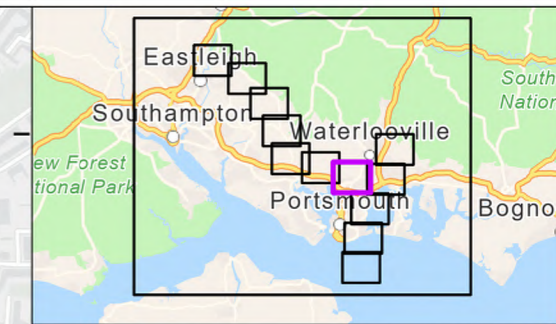 Eastleigh
South
Nation
Southampton
Waterlooville
ew Forest
tional Park
Portsmouth
Bogno